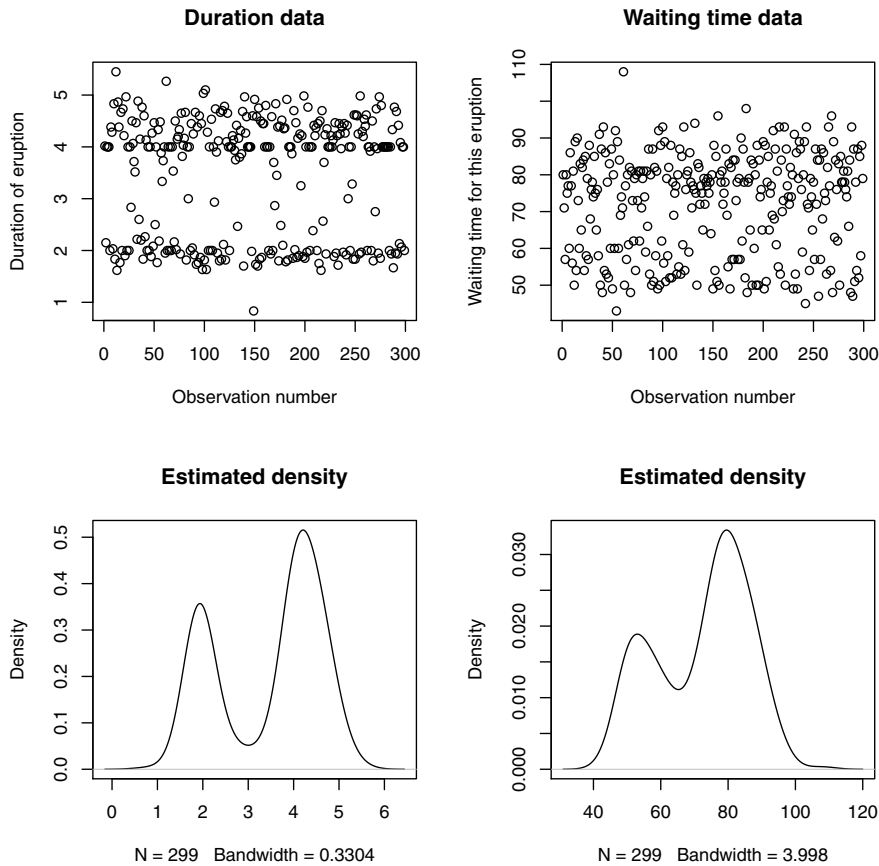 Duration data
Duration of eruption
5
4
3
2
1
0 50 100 150 200 250 300
Observation number
Waiting time data
Waiting time for this eruption
110
90
80
70
60
50
0 50 100 150 200 250 300
Observation number
Estimated density
Density
0.5
0.4
0.3
0.2
0.1
0.0
0 1 2 3 4 5 6
N = 299 Bandwidth = 0.3304
Estimated density
Density
0.030
0.020
0.010
0.000
40 60 80 100 120
N = 299 Bandwidth = 3.998